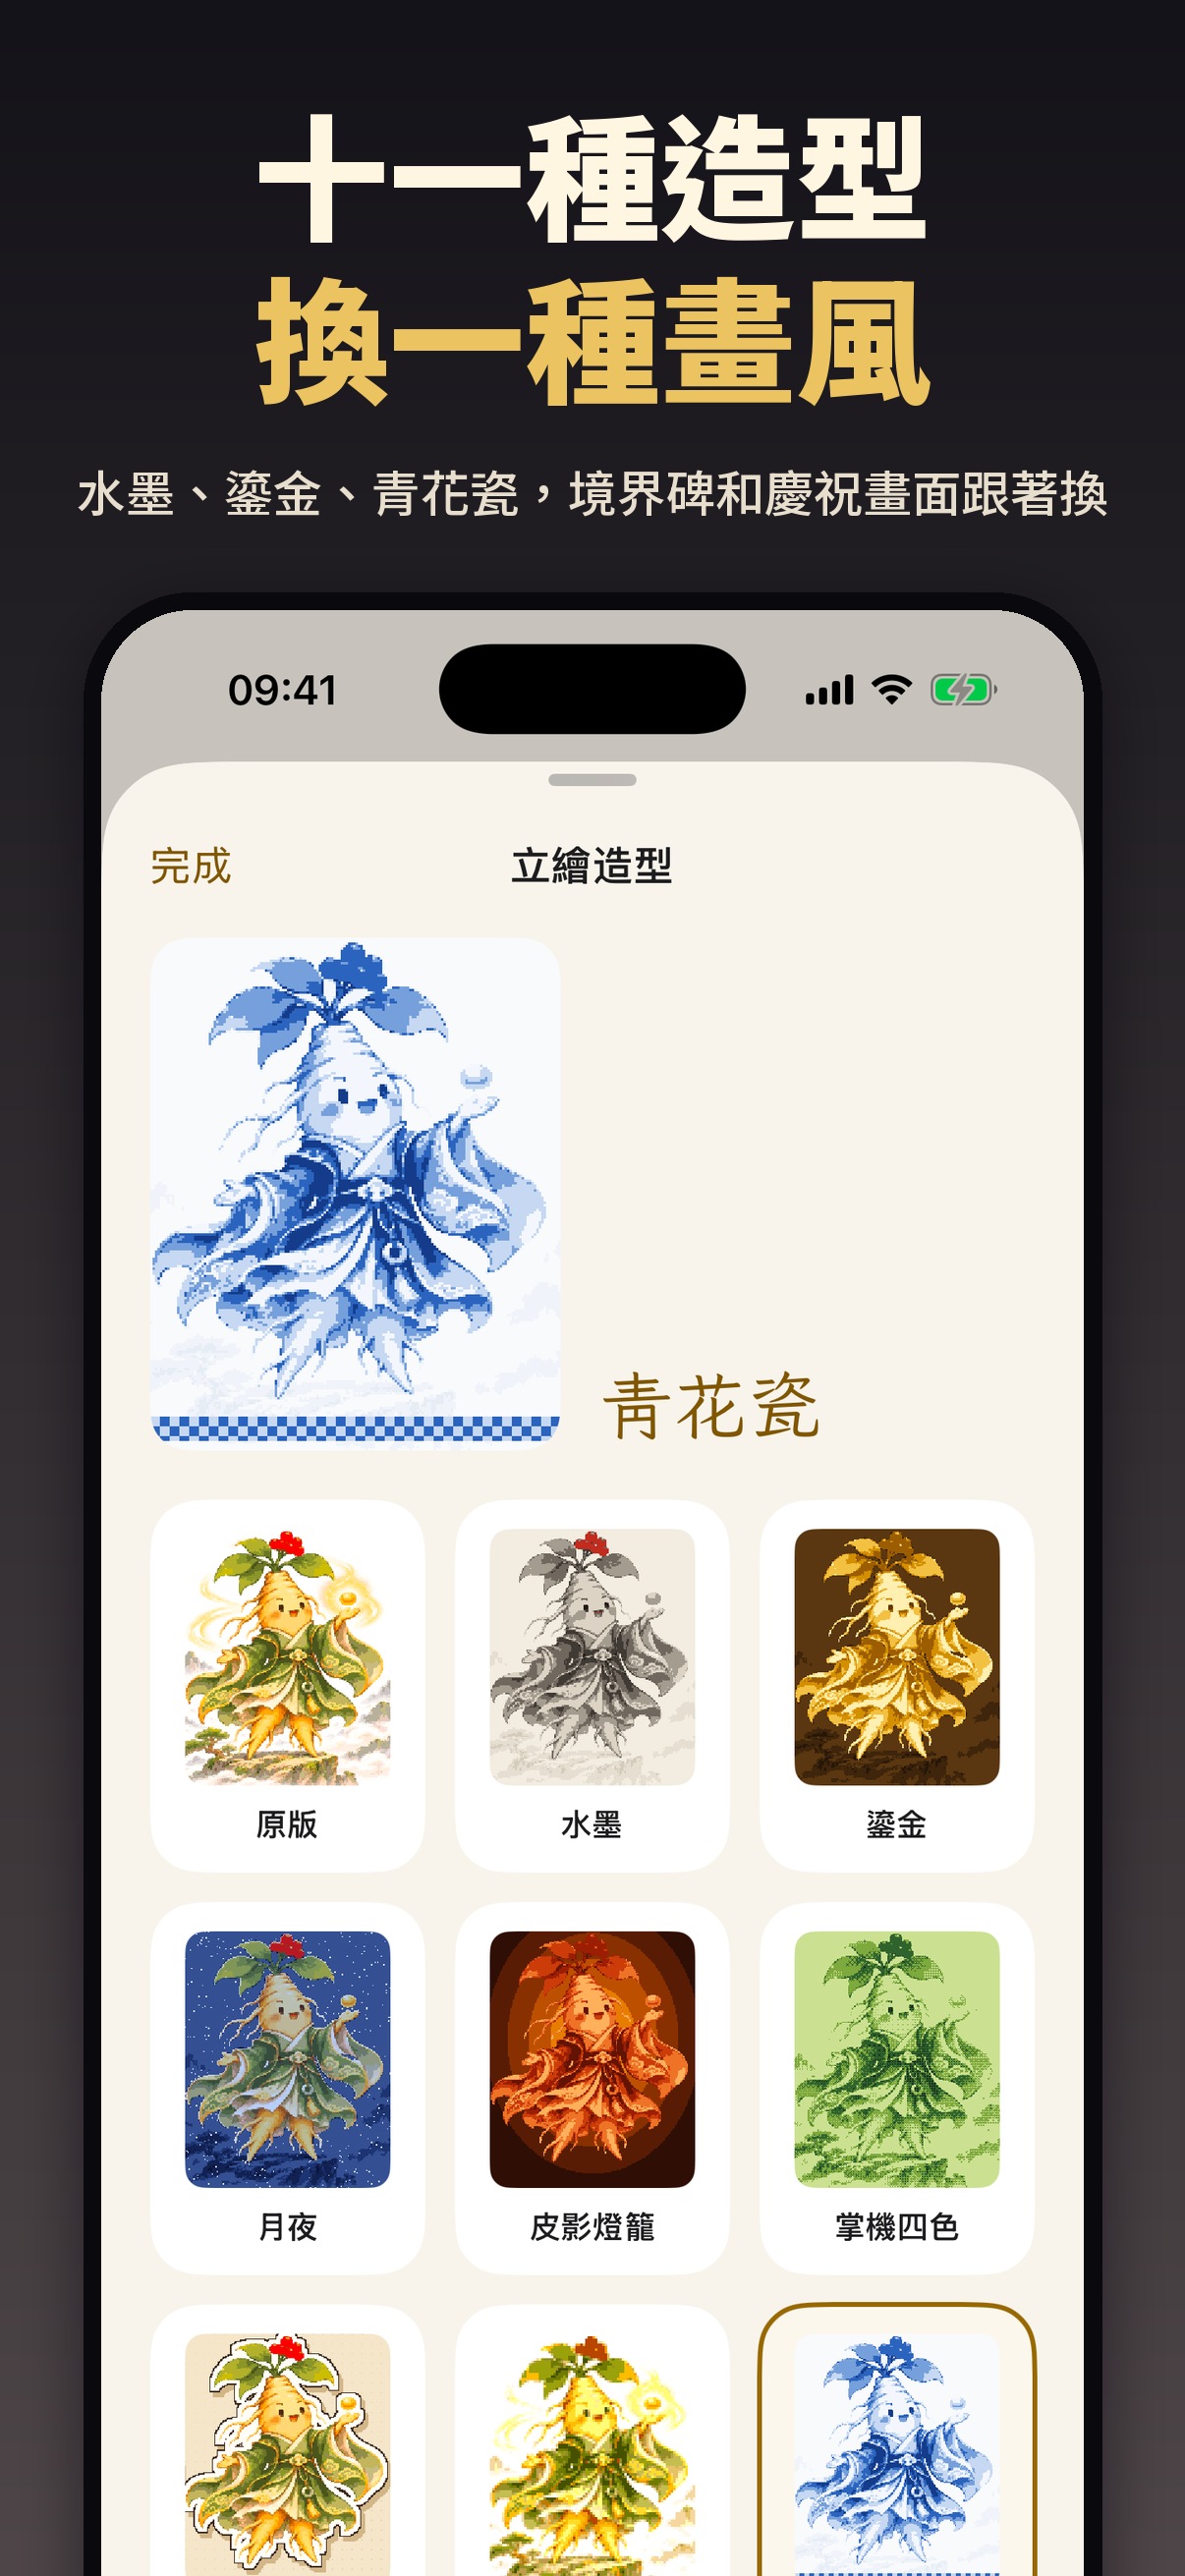 十一種造型
換一種畫風
水墨、鎏金、青花瓷，境界碑和慶祝畫面跟著換
09:41
完成
立繪造型
青花瓷
原版
水墨
鎏金
月夜
皮影燈籠
掌機四色